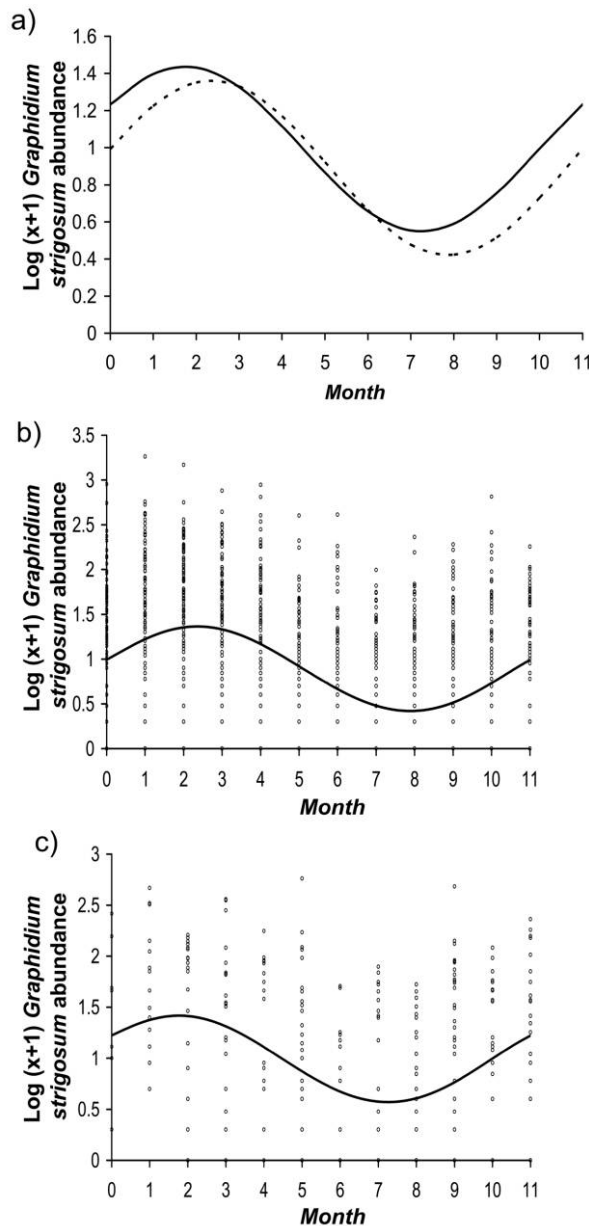 a)
Log (x+1) Graphidium
strigosum abundance
1.6
1.4
1.2
1
0.8
0.6
0.4
0.2
0
0 1 2 3 4 5 6 7 8 9 10 11
Month
b)
Log (x+1) Graphidium
strigosum abundance
3.5
3
2.5
2
1.5
1
0.5
0
0 1 2 3 4 5 6 7 8 9 10 11
Month
c)
Log (x+1) Graphidium
strigosum abundance
3
2.5
2
1.5
1
0.5
0
0 1 2 3 4 5 6 7 8 9 10 11
Month